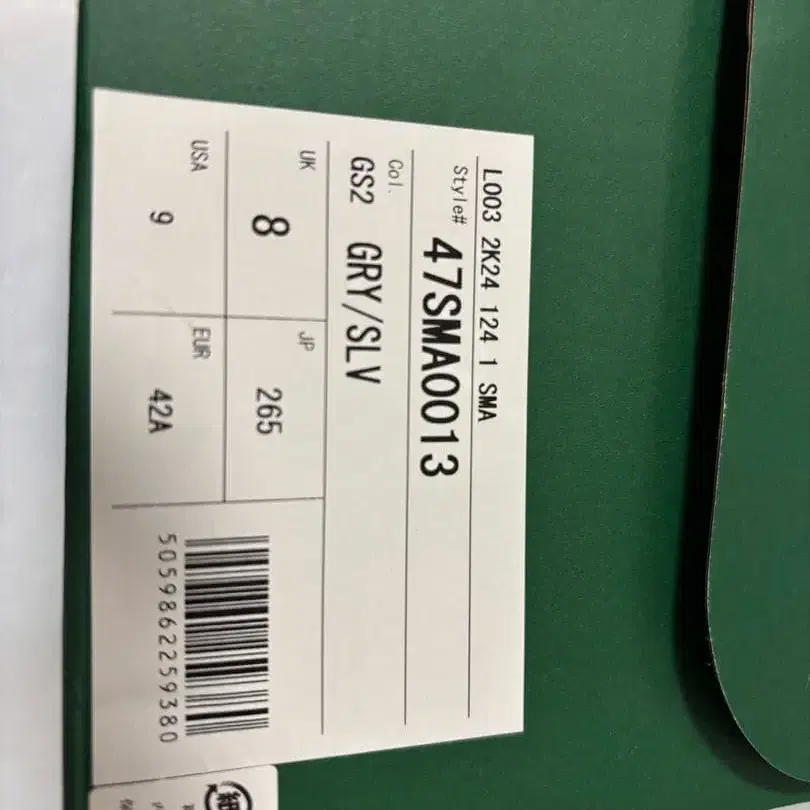 L003 2K24 124 1 SMA
Style#
47SMA0013
Col.
GS2 GRY/SLV
UK
8
JP
265
USA
9
EUR
42A
5059862259380
紙